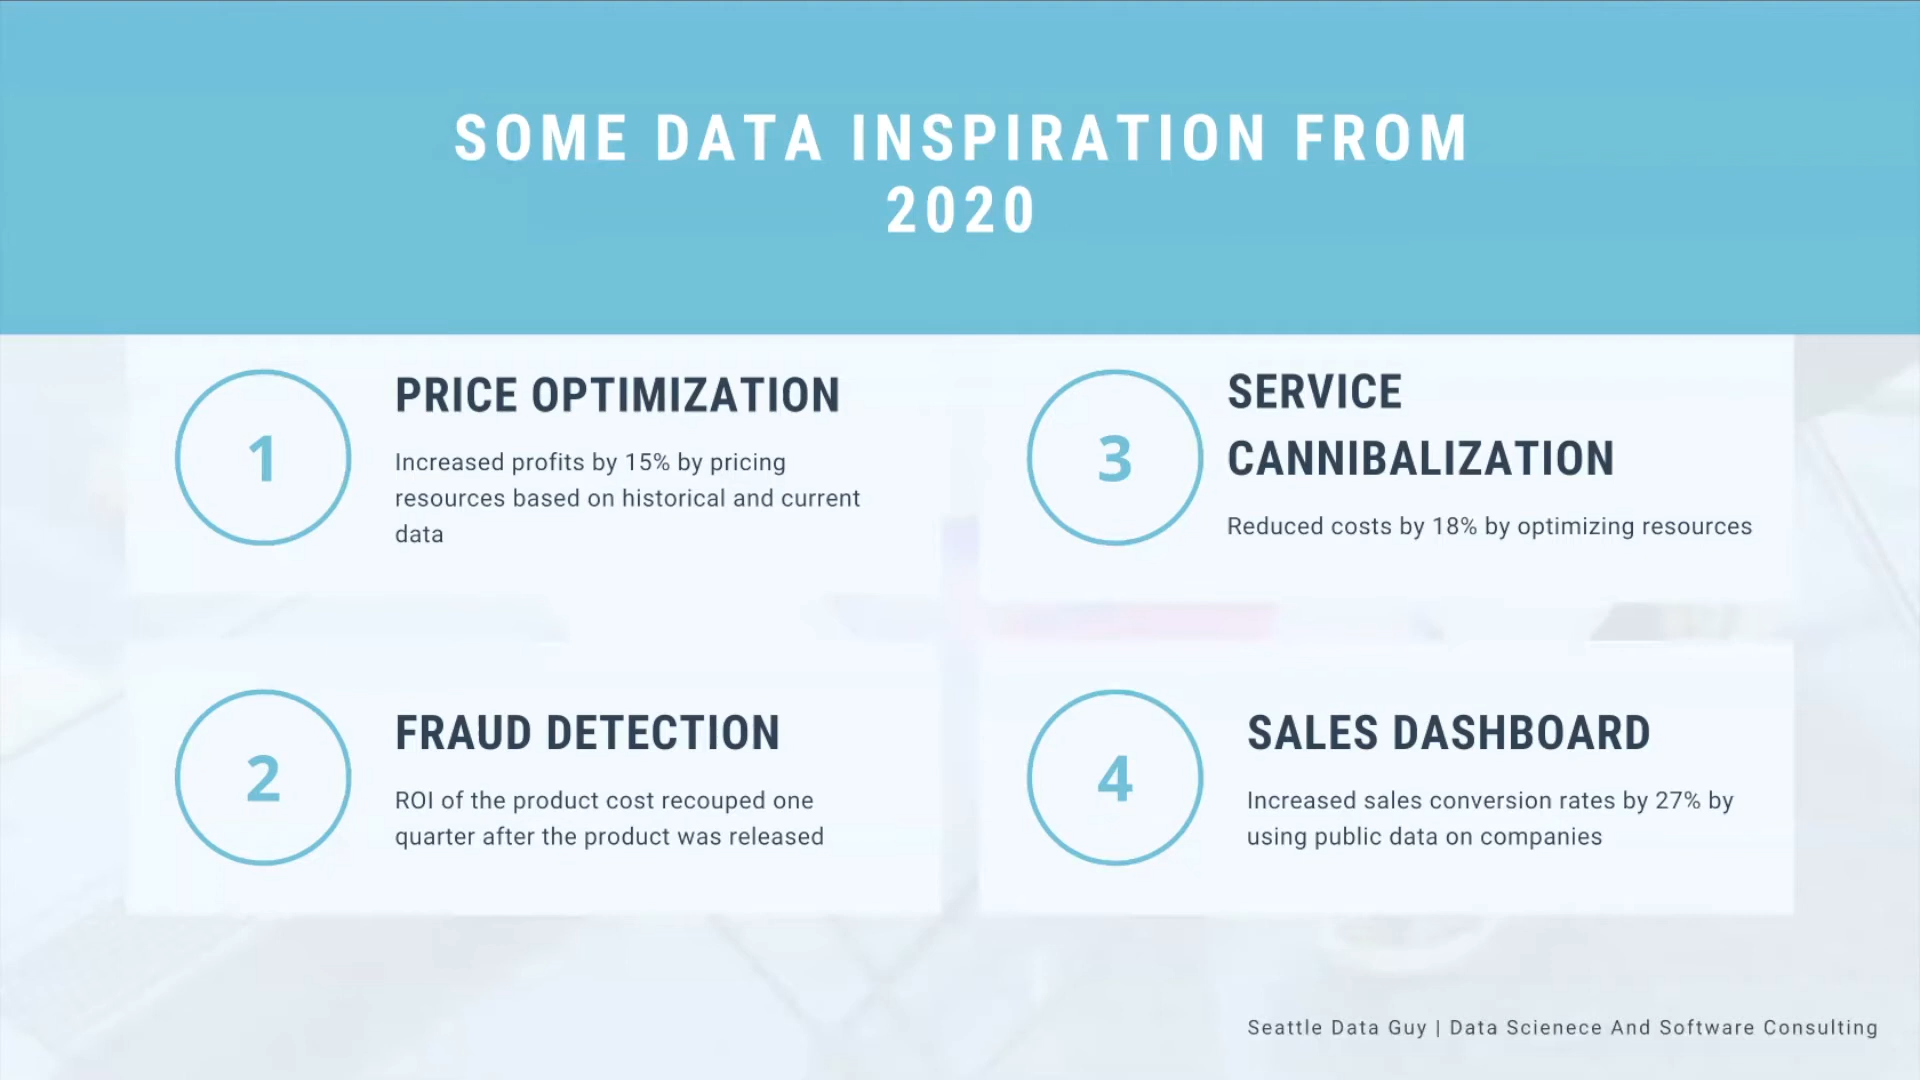 SOME DATA INSPIRATION FROM
2020
1
PRICE OPTIMIZATION
Increased profits by 15% by pricing
resources based on historical and current
data
2
FRAUD DETECTION
ROI of the product cost recouped one
quarter after the product was released
3
SERVICE
CANNIBALIZATION
Reduced costs by 18% by optimizing resources
4
SALES DASHBOARD
Increased sales conversion rates by 27% by
using public data on companies
Seattle Data Guy | Data Scienece And Software Consulting